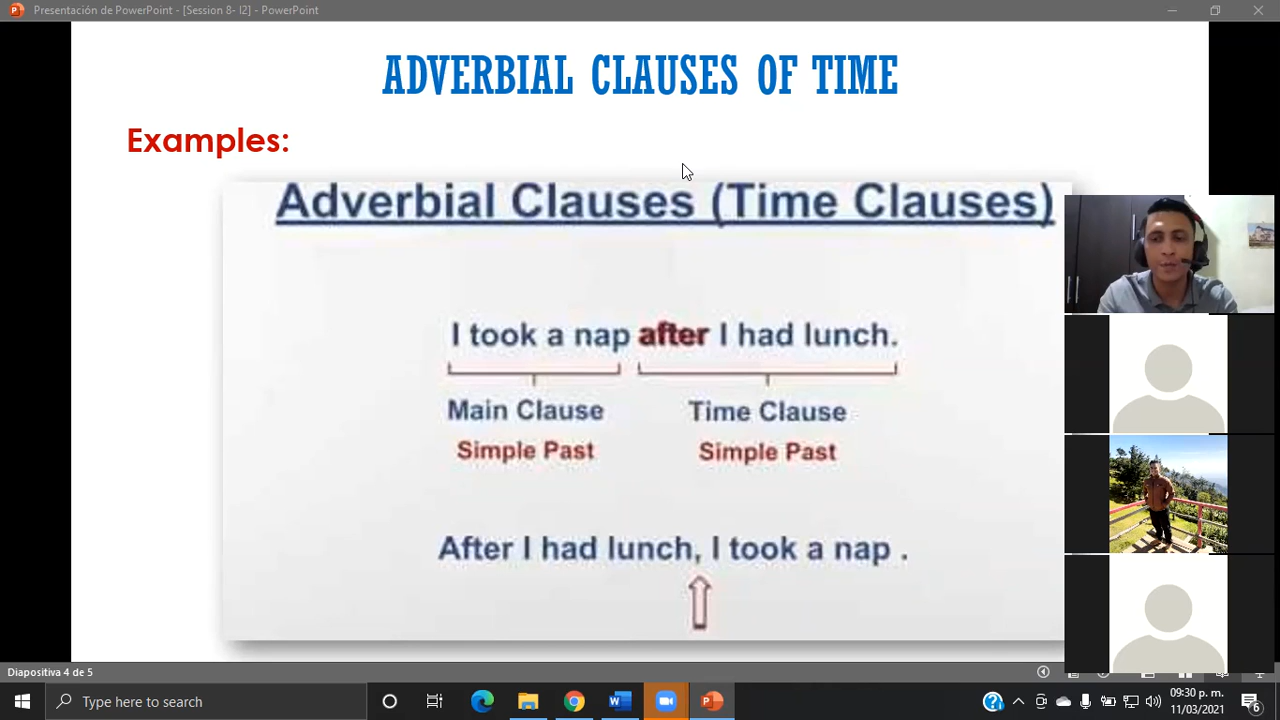 Presentación de PowerPoint - [Session 8- I2] - PowerPoint
ADVERBIAL CLAUSES OF TIME
Examples:
Adverbial Clauses (Time Clauses)
I took a nap after I had lunch.
Main Clause Time Clause
Simple Past Simple Past
After I had lunch, I took a nap .
Diapositiva 4 de 5
Type here to search
09:30 p. m.
11/03/2021
6